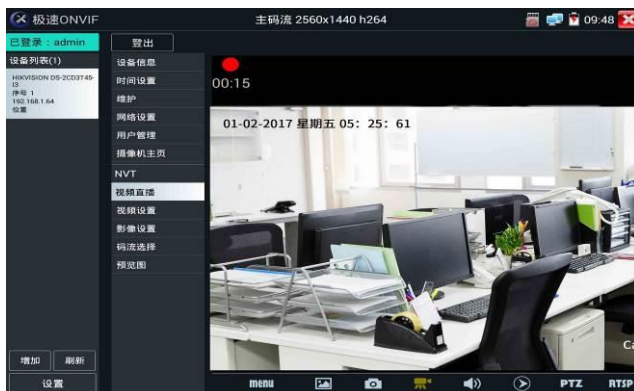 极速ONVIF
主码流 2560x1440 h264
09:48
已登录：admin
登出
设备列表(1)
HIKVISION DS-2CD3T45-I3
序号 1
192.168.1.64
位置
设备信息
时间设置
维护
网络设置
用户管理
摄像机主页
NVT
视频直播
视频设置
影像设置
码流选择
预览图
00:15
01-02-2017 星期五 05：25：61
Ca
增加
刷新
设置
menu
PTZ